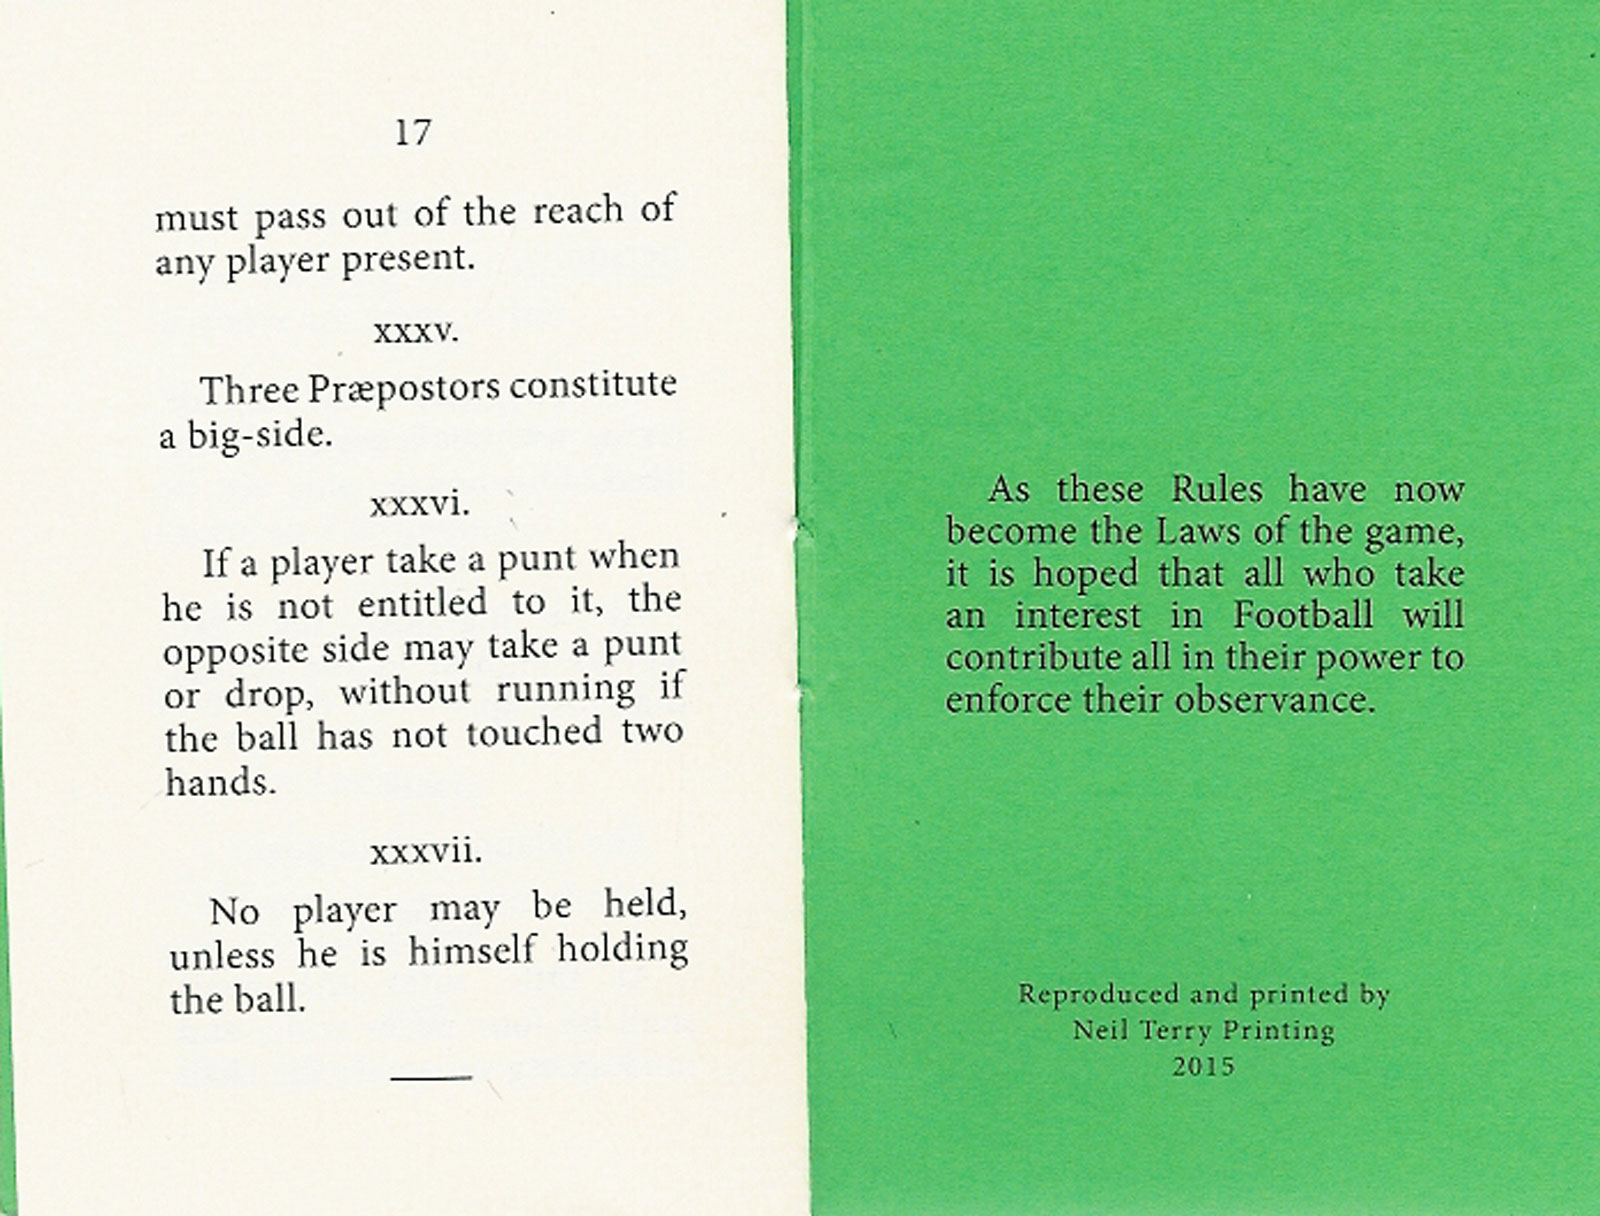 17
must pass out of the reach of
any player present.
xxxv.
Three Præpostors constitute
a big-side.
xxxvi.
If a player take a punt when
he is not entitled to it, the
opposite side may take a punt
or drop, without running if
the ball has not touched two
hands.
xxxvii.
No player may be held,
unless he is himself holding
the ball.
As these Rules have now
become the Laws of the game,
it is hoped that all who take
an interest in Football will
contribute all in their power to
enforce their observance.
Reproduced and printed by
Neil Terry Printing
2015